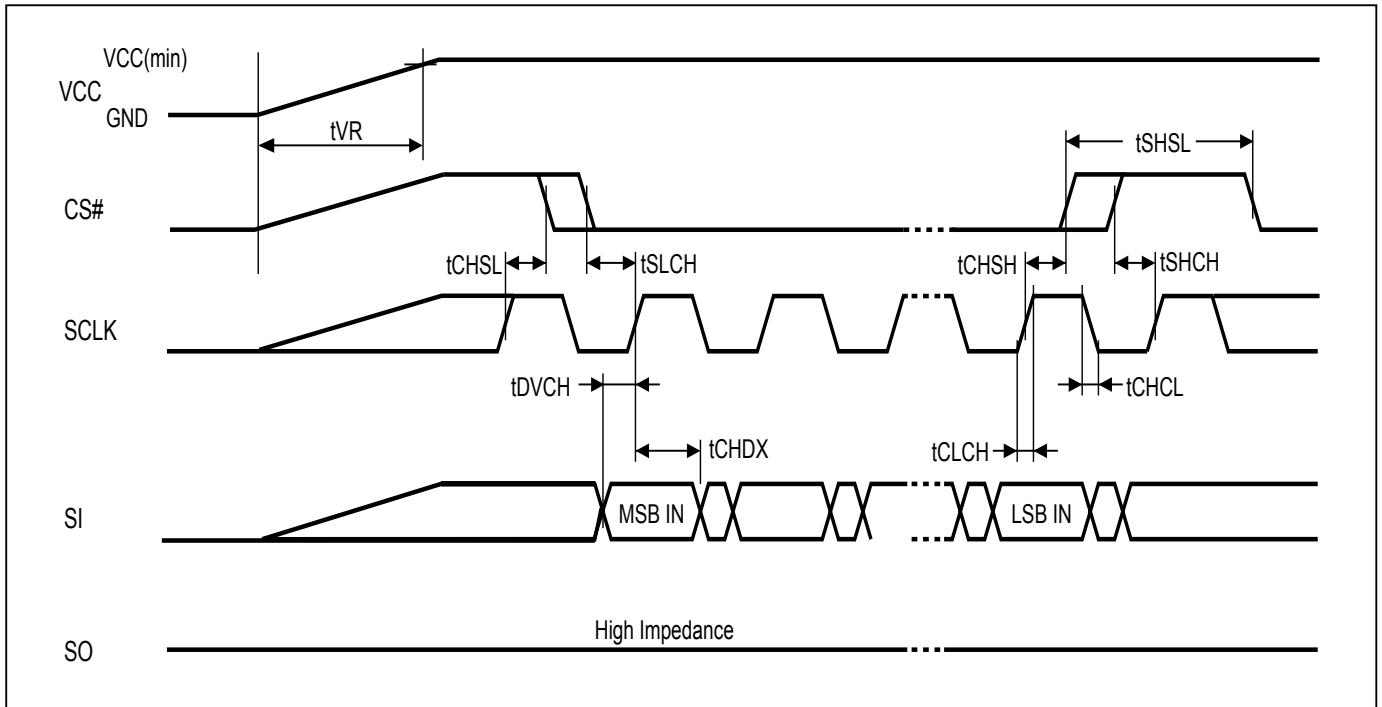 VCC(min)
VCC
GND
tVR
tSHSL
CS#
tCHSL
tSLCH
tCHSH
tSHCH
SCLK
tDVCH
tCHCL
tCHDX
tCLCH
SI
MSB IN
LSB IN
High Impedance
SO